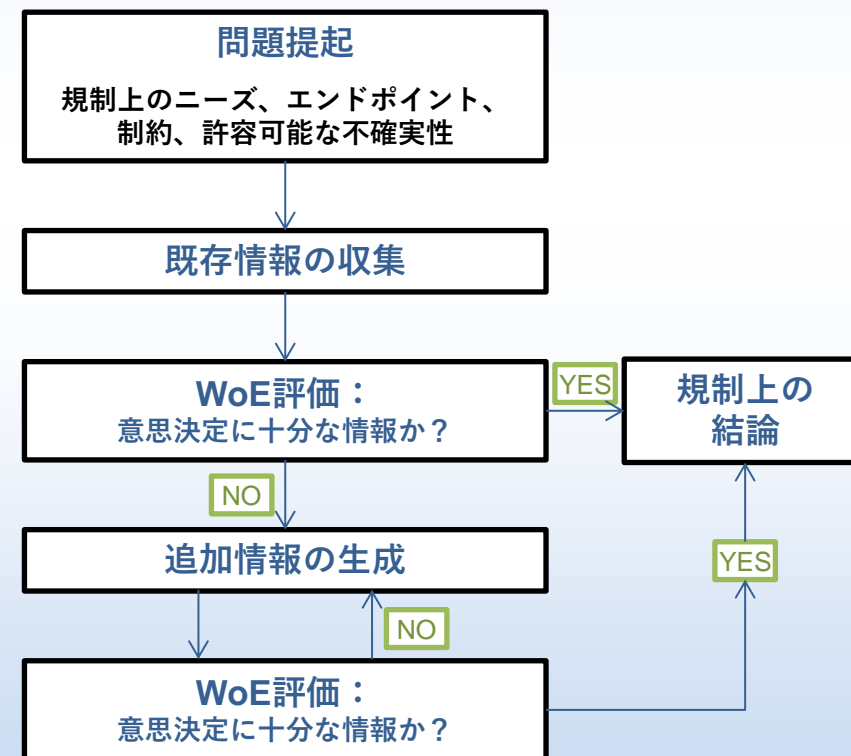 問題提起
規制上のニーズ、エンドポイント、
制約、許容可能な不確実性
既存情報の収集
WoE評価：
意思決定に十分な情報か？
YES
規制上の
結論
NO
追加情報の生成
YES
NO
WoE評価：
意思決定に十分な情報か？